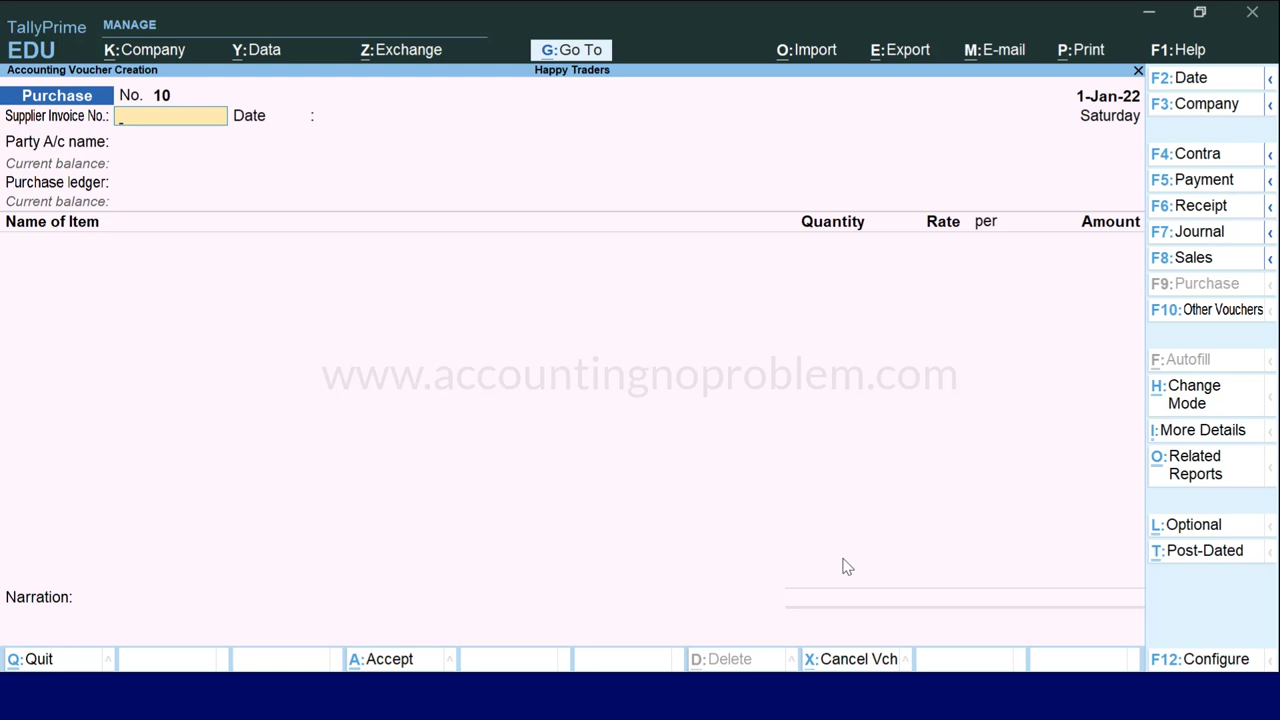 TallyPrime MANAGE
EDU K:Company Y:Data Z:Exchange G:Go To O:Import E:Export M:E-mail P:Print F1:Help
Accounting Voucher Creation Happy Traders
Purchase No. 10 1-Jan-22
Supplier Invoice No.: Date : Saturday
Party A/c name:
Current balance:
Purchase ledger:
Current balance:
Name of Item Quantity Rate per Amount
www.accountingnoproblem.com
Narration:
F2:Date
F3:Company
F4:Contra
F5:Payment
F6:Receipt
F7:Journal
F8:Sales
F9:Purchase
F10:Other Vouchers
F:Autofill
H:Change
Mode
I:More Details
O:Related
Reports
L:Optional
T:Post-Dated
Q:Quit A:Accept D:Delete X:Cancel Vch F12:Configure